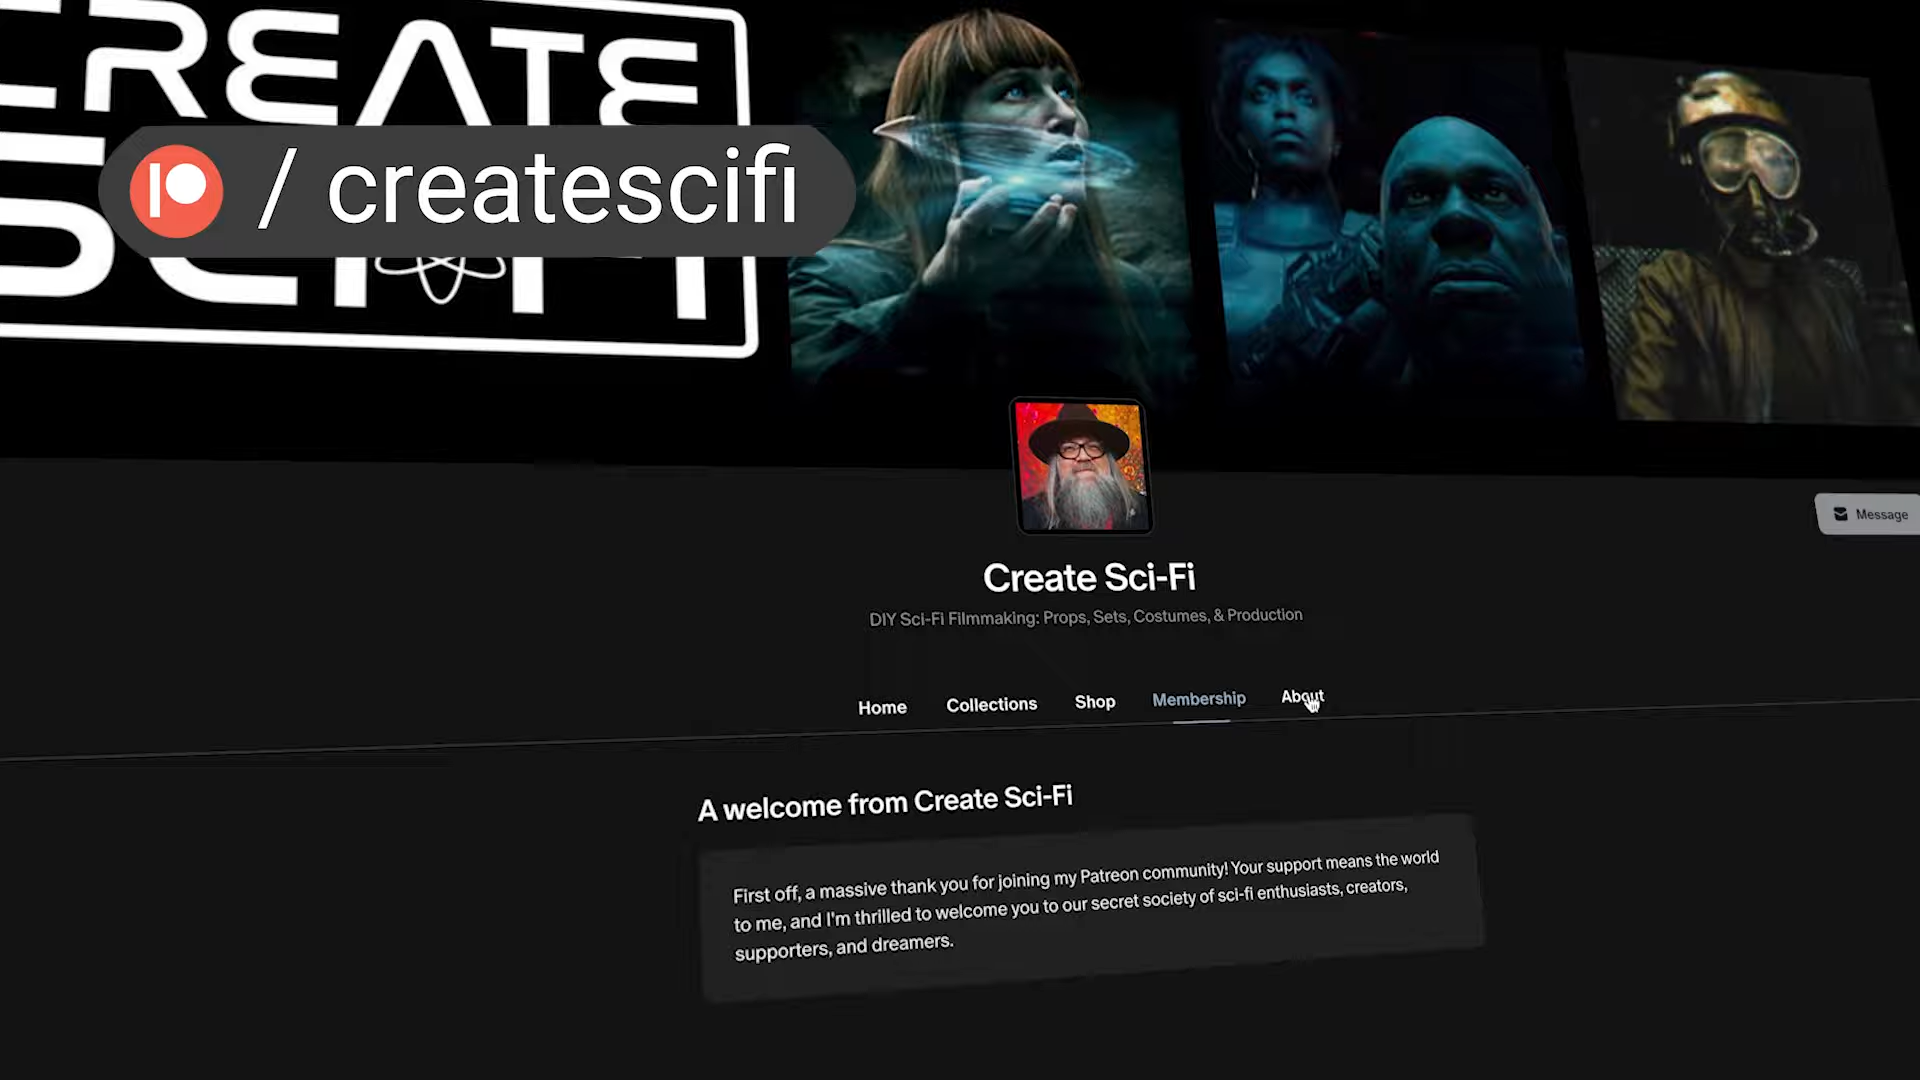 CREATE
SCI-FI
/ createscifi
Message
Create Sci-Fi
DIY Sci-Fi Filmmaking: Props, Sets, Costumes, & Production
Home Collections Shop Membership About
A welcome from Create Sci-Fi
First off, a massive thank you for joining my Patreon community! Your support means the world
to me, and I'm thrilled to welcome you to our secret society of sci-fi enthusiasts, creators,
supporters, and dreamers.